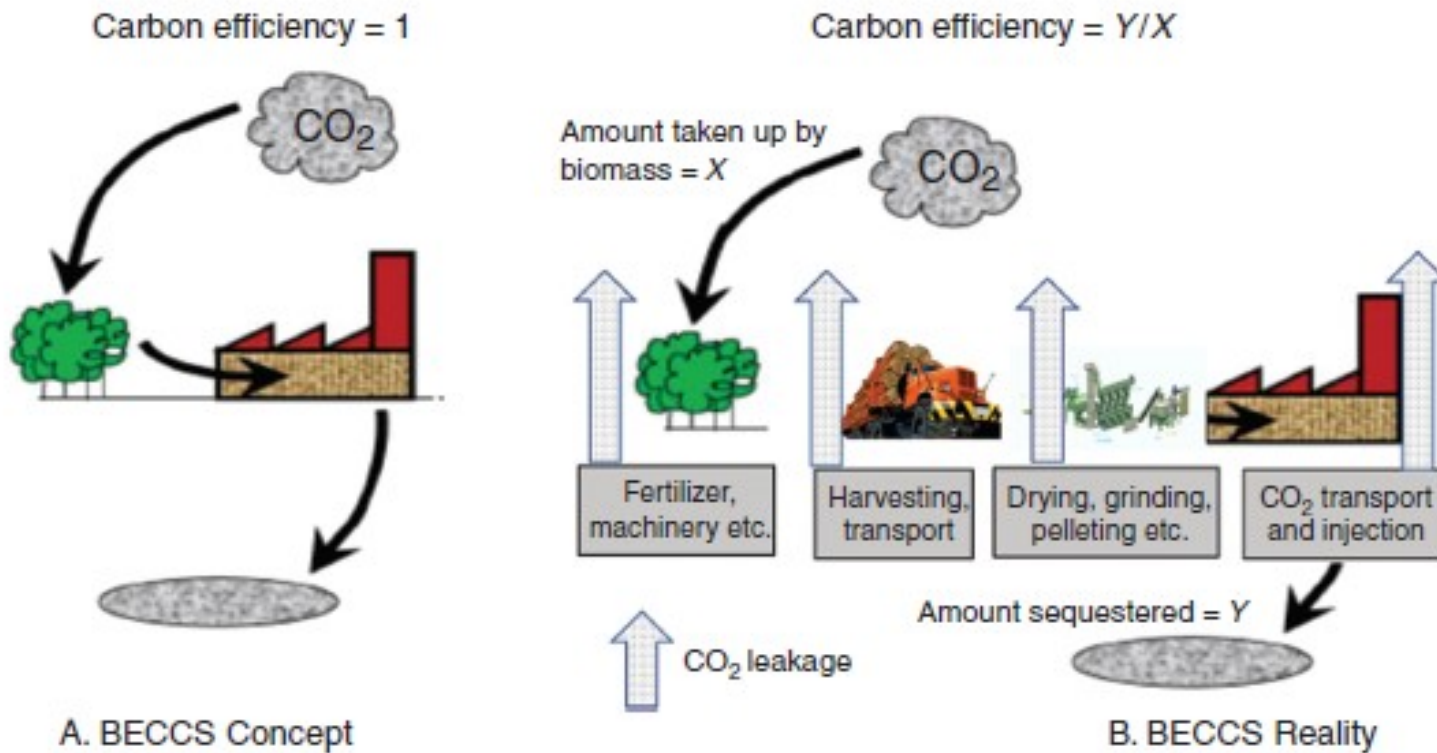 Carbon efficiency = 1
CO₂
A. BECCS Concept
Carbon efficiency = Y/X
Amount taken up by
biomass = X
CO₂
Fertilizer,
machinery etc.
Harvesting,
transport
Drying, grinding,
pelleting etc.
CO₂ transport
and injection
Amount sequestered = Y
CO₂ leakage
B. BECCS Reality